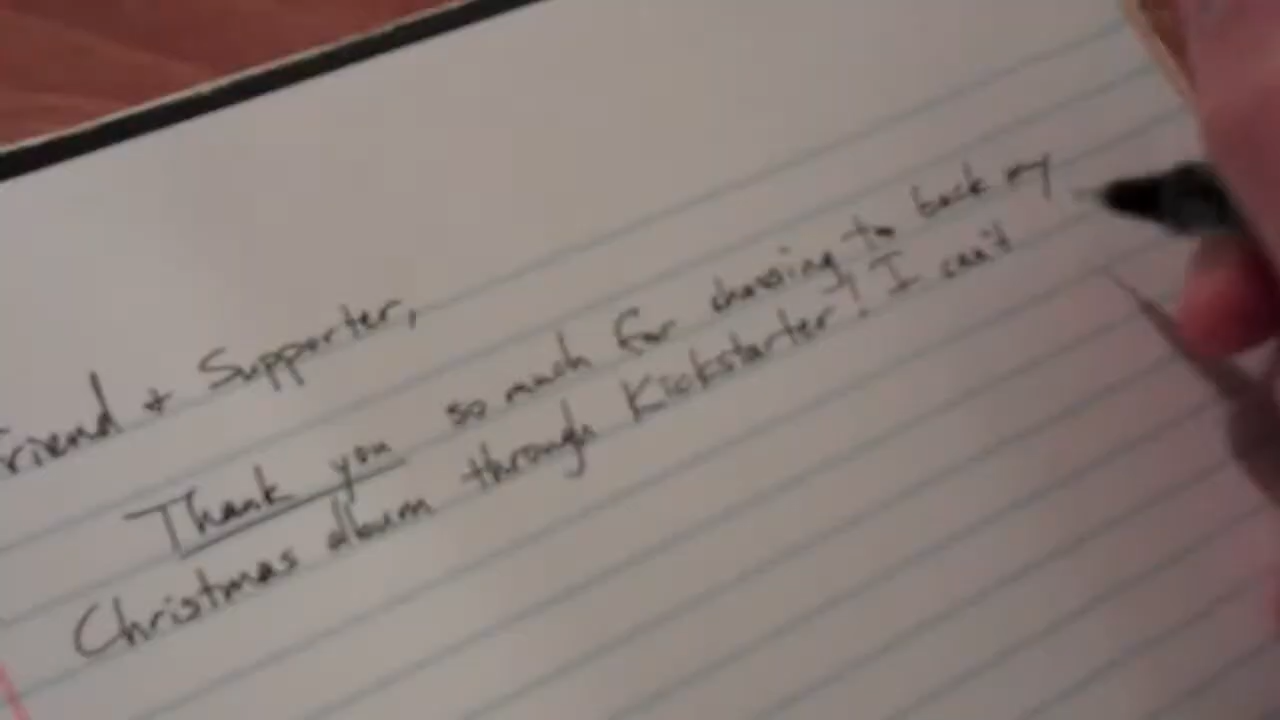 friend + Supporter,
Thank you so much for choosing to back my
Christmas album through Kickstarter! I can't